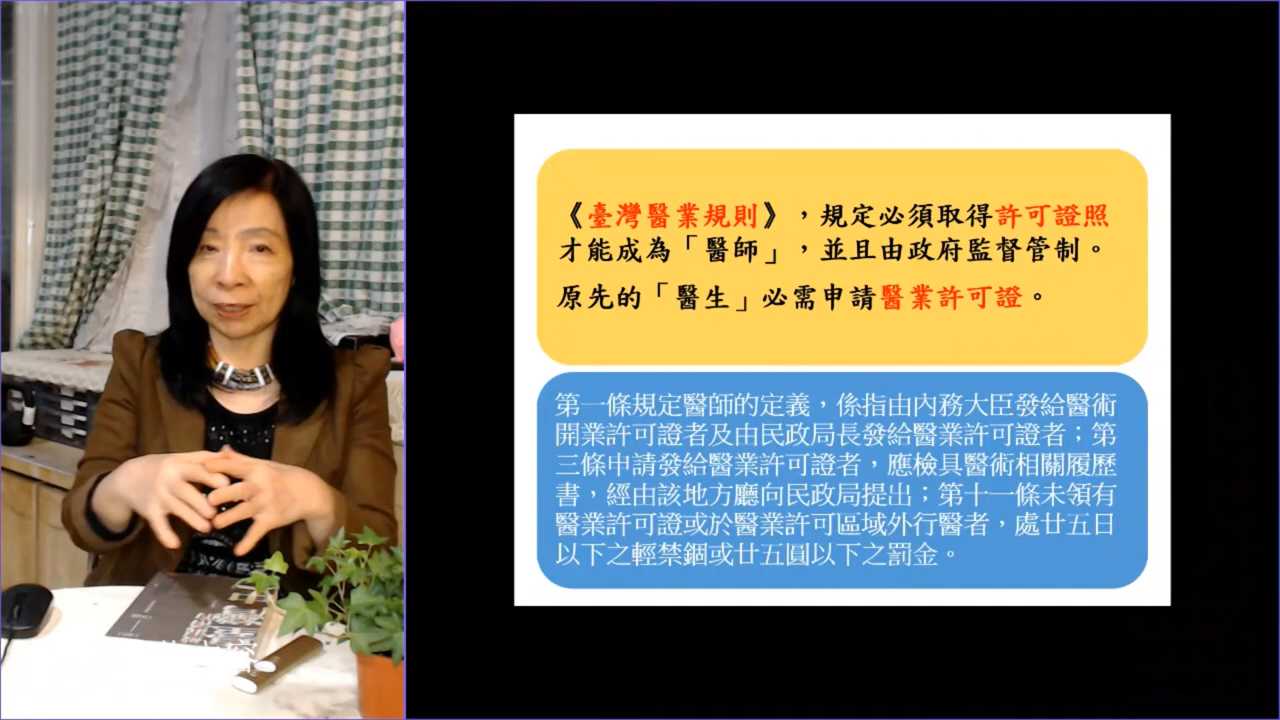 《臺灣醫業規則》，規定必須取得許可證照
才能成為「醫師」，並且由政府監督管制。
原先的「醫生」必需申請醫業許可證。
第一條規定醫師的定義，係指由內務大臣發給醫術
開業許可證者及由民政局長發給醫業許可證者；第
三條申請發給醫業許可證者，應檢具醫術相關履歷
書，經由該地方廳向民政局提出；第十一條未領有
醫業許可證或於醫業許可區域外行醫者，處廿五日
以下之輕禁錮或廿五圓以下之罰金。